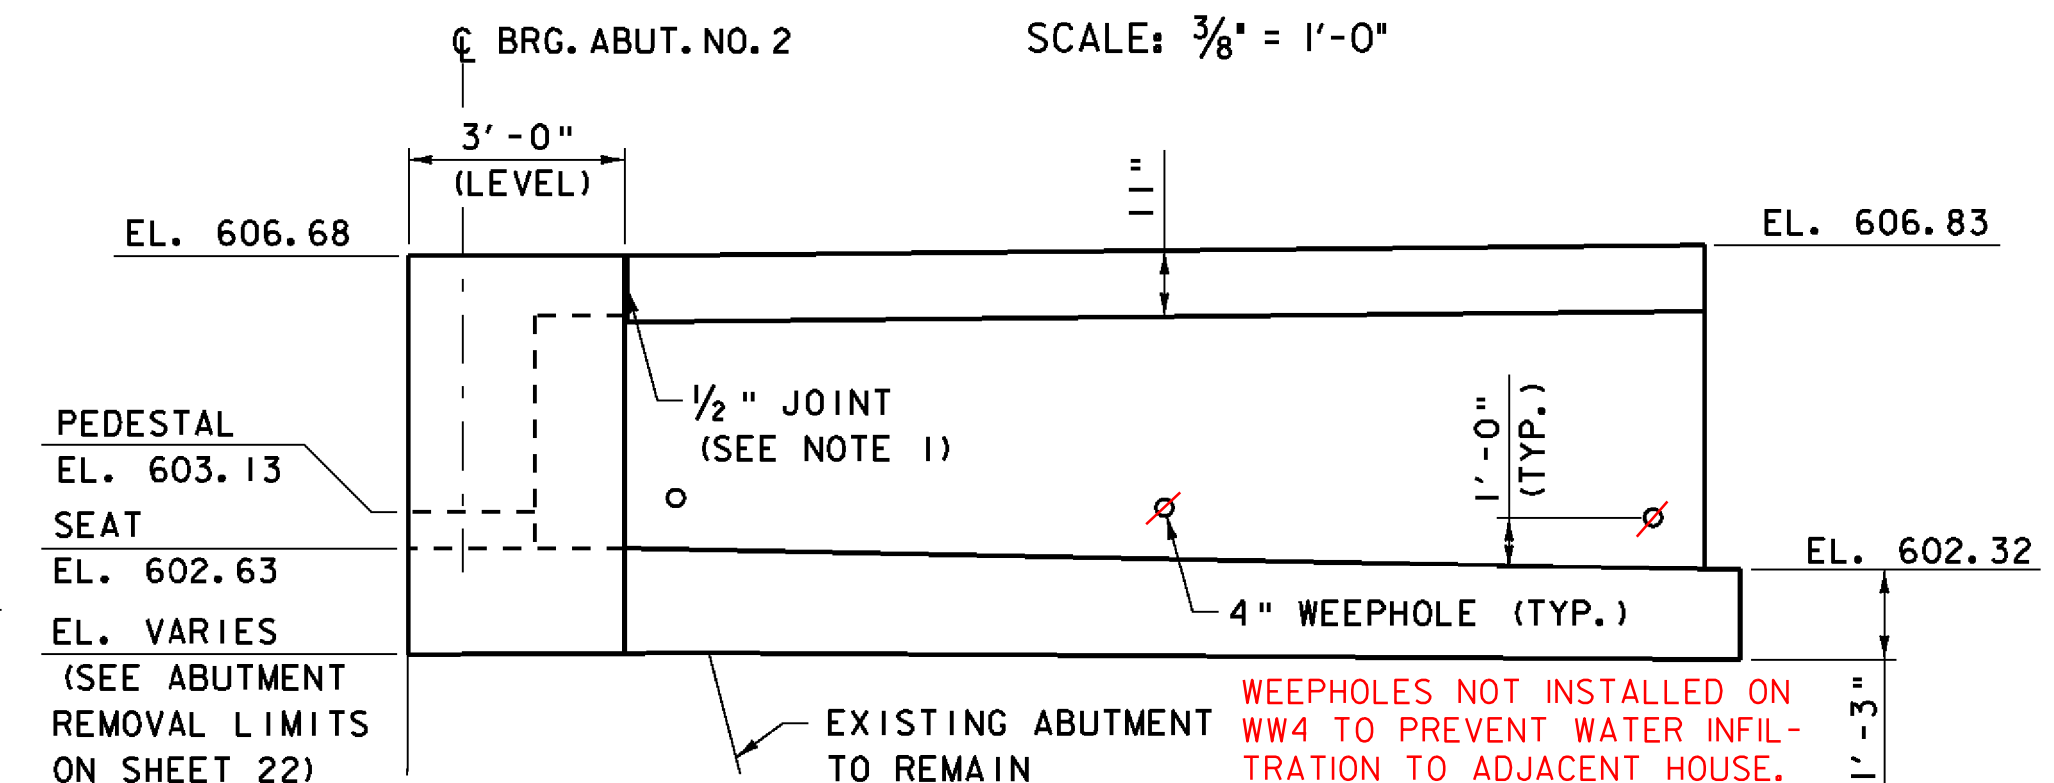 ℄ BRG. ABUT. NO. 2
SCALE: 3/8" = 1'-0"
3'-0"
(LEVEL)
11"
EL. 606.68
EL. 606.83
1/2" JOINT
(SEE NOTE 1)
PEDESTAL
EL. 603.13
SEAT
EL. 602.63
EL. VARIES
(SEE ABUTMENT
REMOVAL LIMITS
ON SHEET 22)
1'-0"
(TYP.)
EL. 602.32
4" WEEPHOLE (TYP.)
EXISTING ABUTMENT
TO REMAIN
WEEPHOLES NOT INSTALLED ON
WW4 TO PREVENT WATER INFIL-
TRATION TO ADJACENT HOUSE.
1'-3"